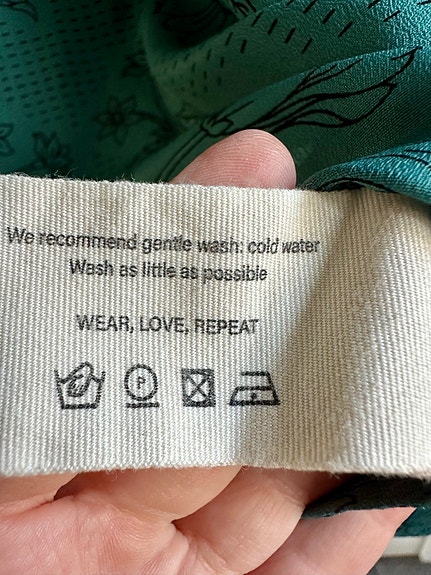 We recommend gentle wash: cold water
Wash as little as possible
WEAR, LOVE, REPEAT
P